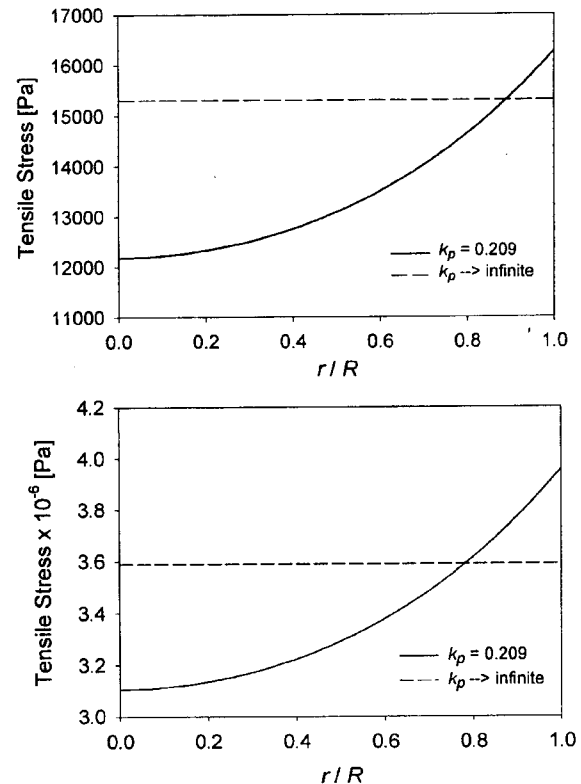 17000
16000
15000
14000
13000
12000
11000
Tensile Stress [Pa]
k_p = 0.209
k_p --> infinite
0.0 0.2 0.4 0.6 0.8 1.0
r / R
4.2
4.0
3.8
3.6
3.4
3.2
3.0
Tensile Stress x 10^-6 [Pa]
k_p = 0.209
k_p --> infinite
0.0 0.2 0.4 0.6 0.8 1.0
r / R